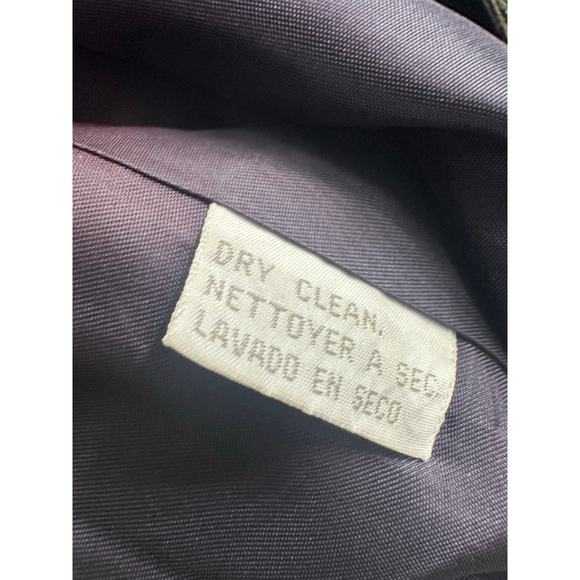 DRY CLEAN.
NETTOYER A SEC.
LAVADO EN SECO